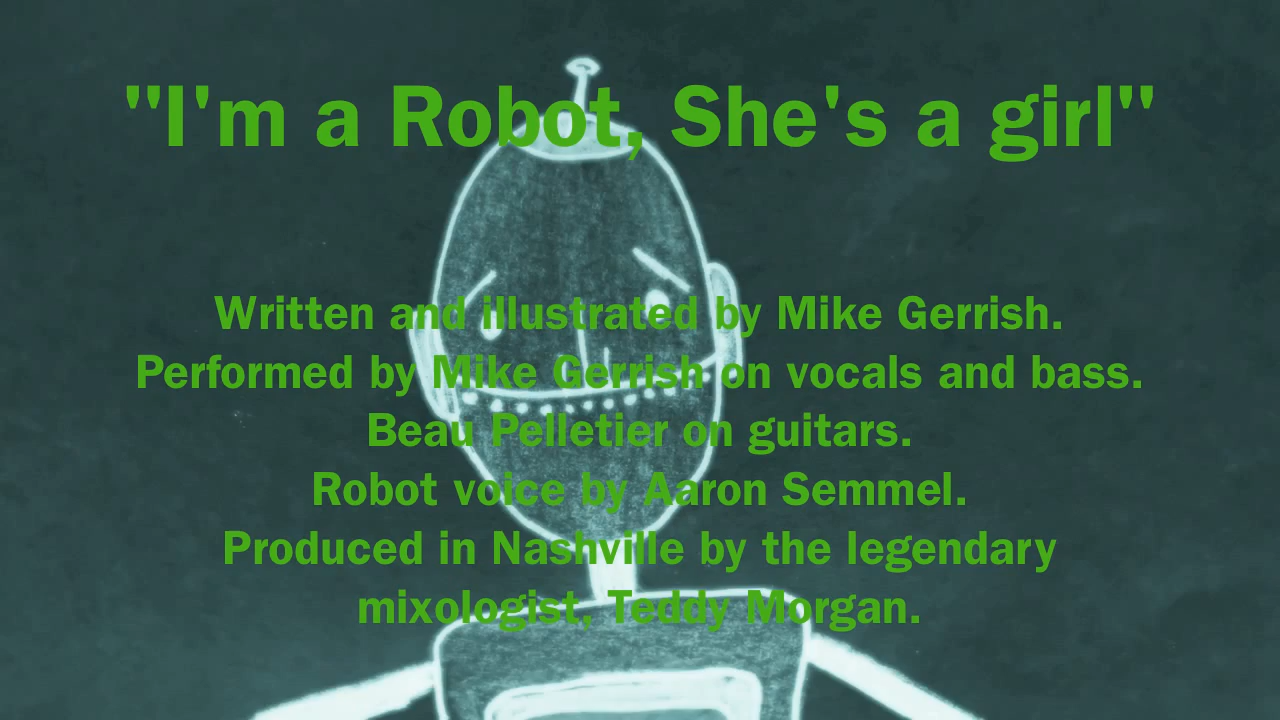 "I'm a Robot, She's a girl"
Written and illustrated by Mike Gerrish.
Performed by Mike Gerrish on vocals and bass.
Beau Pelletier on guitars.
Robot voice by Aaron Semmel.
Produced in Nashville by the legendary
mixologist, Teddy Morgan.